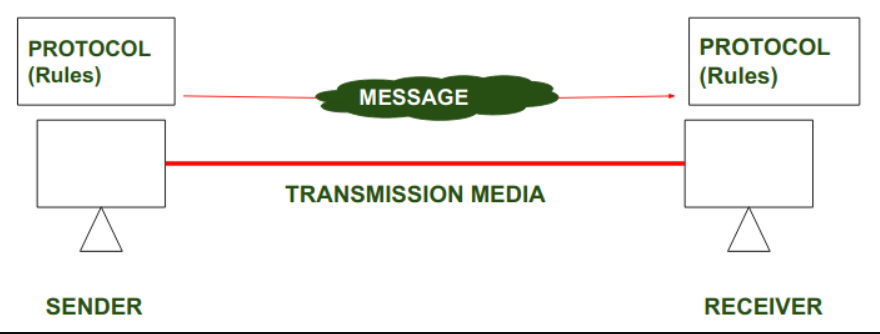 PROTOCOL
(Rules)
PROTOCOL
(Rules)
MESSAGE
TRANSMISSION MEDIA
SENDER
RECEIVER